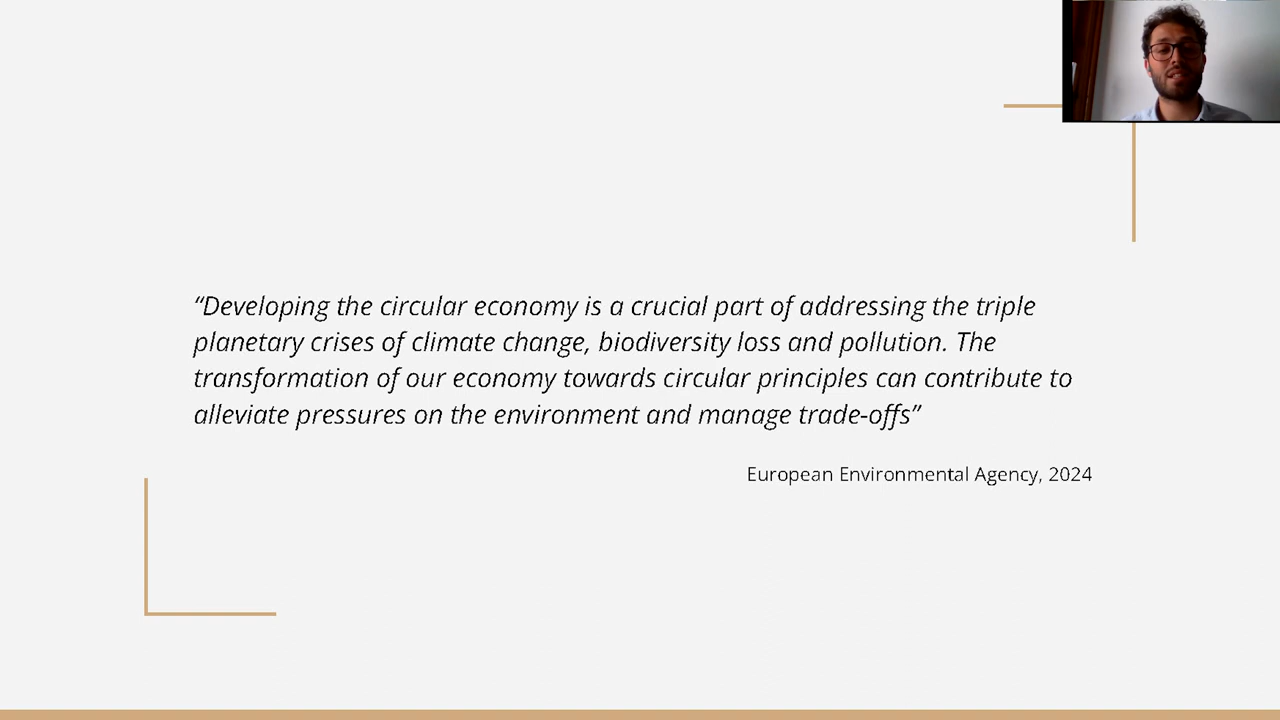 “Developing the circular economy is a crucial part of addressing the triple
planetary crises of climate change, biodiversity loss and pollution. The
transformation of our economy towards circular principles can contribute to
alleviate pressures on the environment and manage trade-offs”
European Environmental Agency, 2024